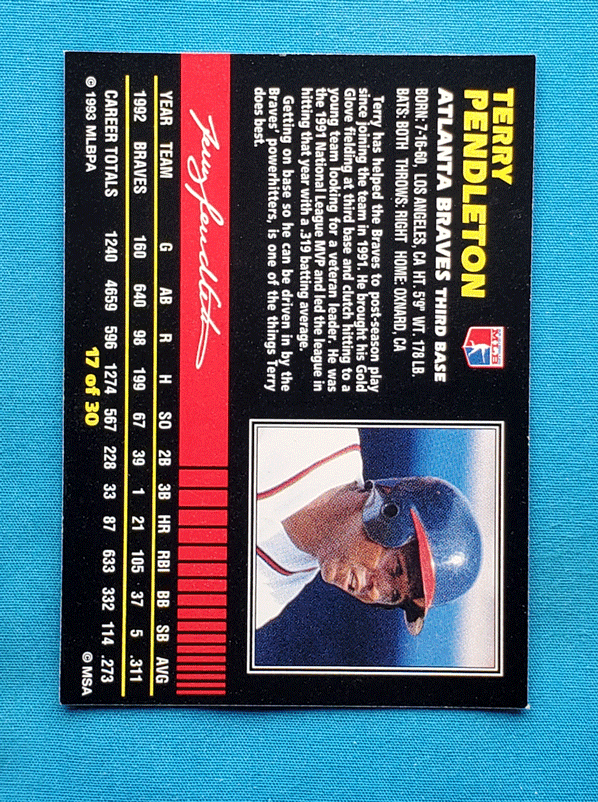 TERRY
PENDLETON
ATLANTA BRAVES THIRD BASE
BORN: 7-16-60, LOS ANGELES, CA HT. 5'9" WT. 178 LB.
BATS: BOTH THROWS: RIGHT HOME: OXNARD, CA
MLB
Terry has helped the Braves to post-season play
since joining the team in 1991. He brought his Gold
Glove fielding at third base and clutch hitting to a
young team looking for a veteran leader. He was
the 1991 National League MVP and led the league in
hitting that year with a .319 batting average.
Getting on base so he can be driven in by the
Braves' powerhitters, is one of the things Terry
does best.
Terry Pendleton
YEAR TEAM G AB R H SO 2B 3B HR RBI BB SB AVG
1992 BRAVES 160 640 98 199 67 39 1 21 105 37 5 .311
CAREER TOTALS 1240 4659 596 1274 567 228 33 87 633 332 114 .273
© 1993 MLBPA 17 of 30 © MSA